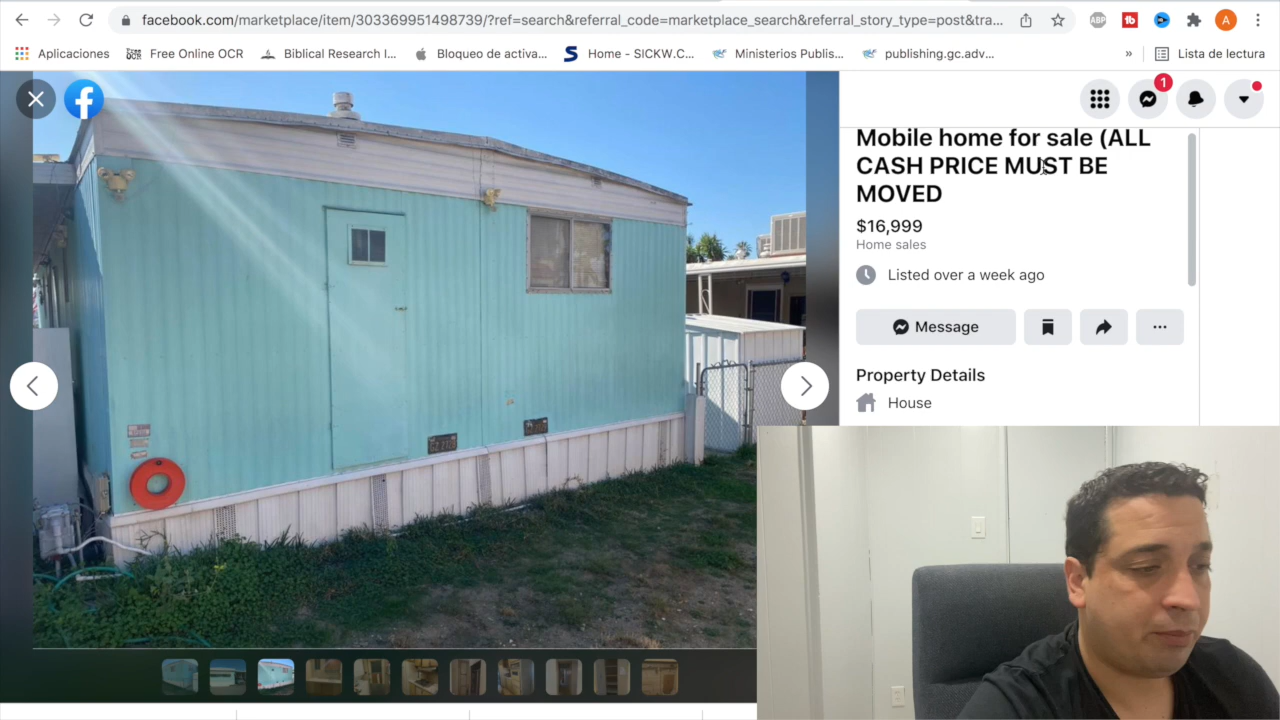 facebook.com/marketplace/item/303369951498739/?ref=search&referral_code=marketplace_search&referral_story_type=post&tra...
ABP
A
Aplicaciones
Free Online OCR
Biblical Research I...
Bloqueo de activa...
S
Home - SICKW.C...
Ministerios Publis...
publishing.gc.adv...
»
Lista de lectura
1
Mobile home for sale (ALL
CASH PRICE MUST BE
MOVED
$16,999
Home sales
Listed over a week ago
Message
Property Details
House